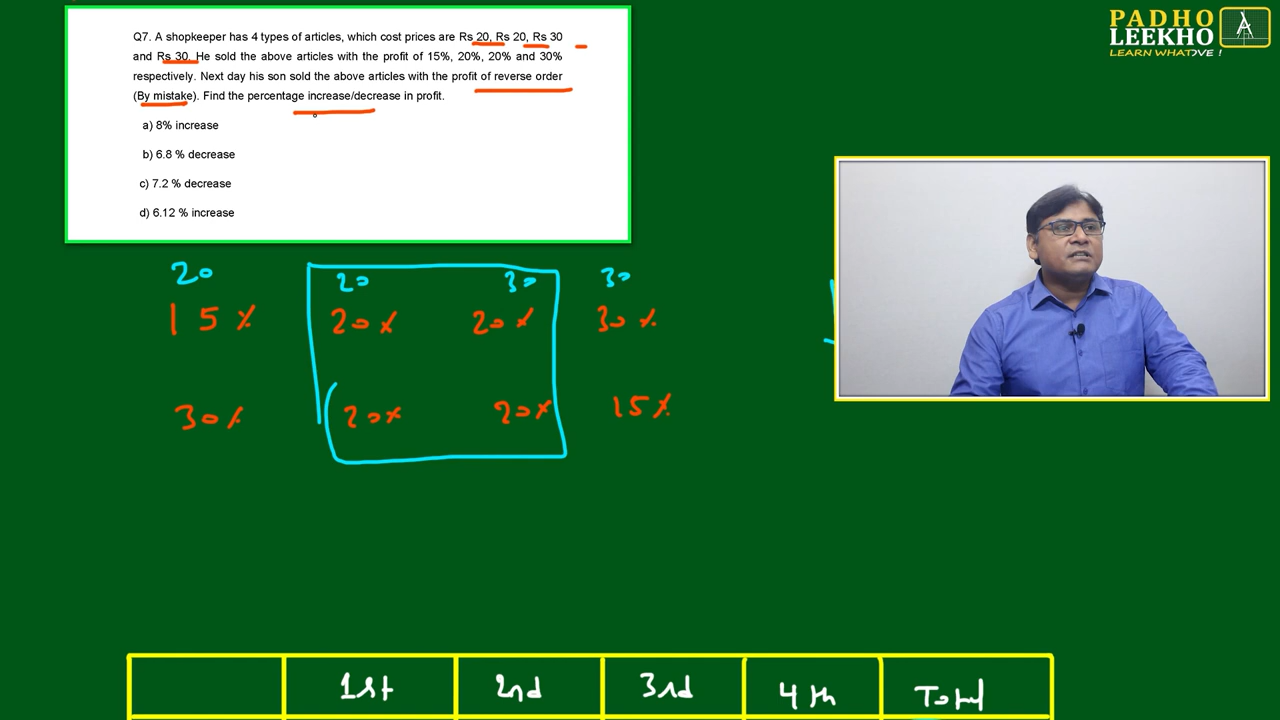 Q7. A shopkeeper has 4 types of articles, which cost prices are Rs 20, Rs 20, Rs 30
and Rs 30. He sold the above articles with the profit of 15%, 20%, 20% and 30%
respectively. Next day his son sold the above articles with the profit of reverse order
(By mistake). Find the percentage increase/decrease in profit.
a) 8% increase
b) 6.8 % decrease
c) 7.2 % decrease
d) 6.12 % increase
PADHO
LEEKHO
LEARN WHATEVER !
20 20 30 30
15% 20% 20% 30%
30% 20% 20% 15%
1st 2nd 3rd 4th Total